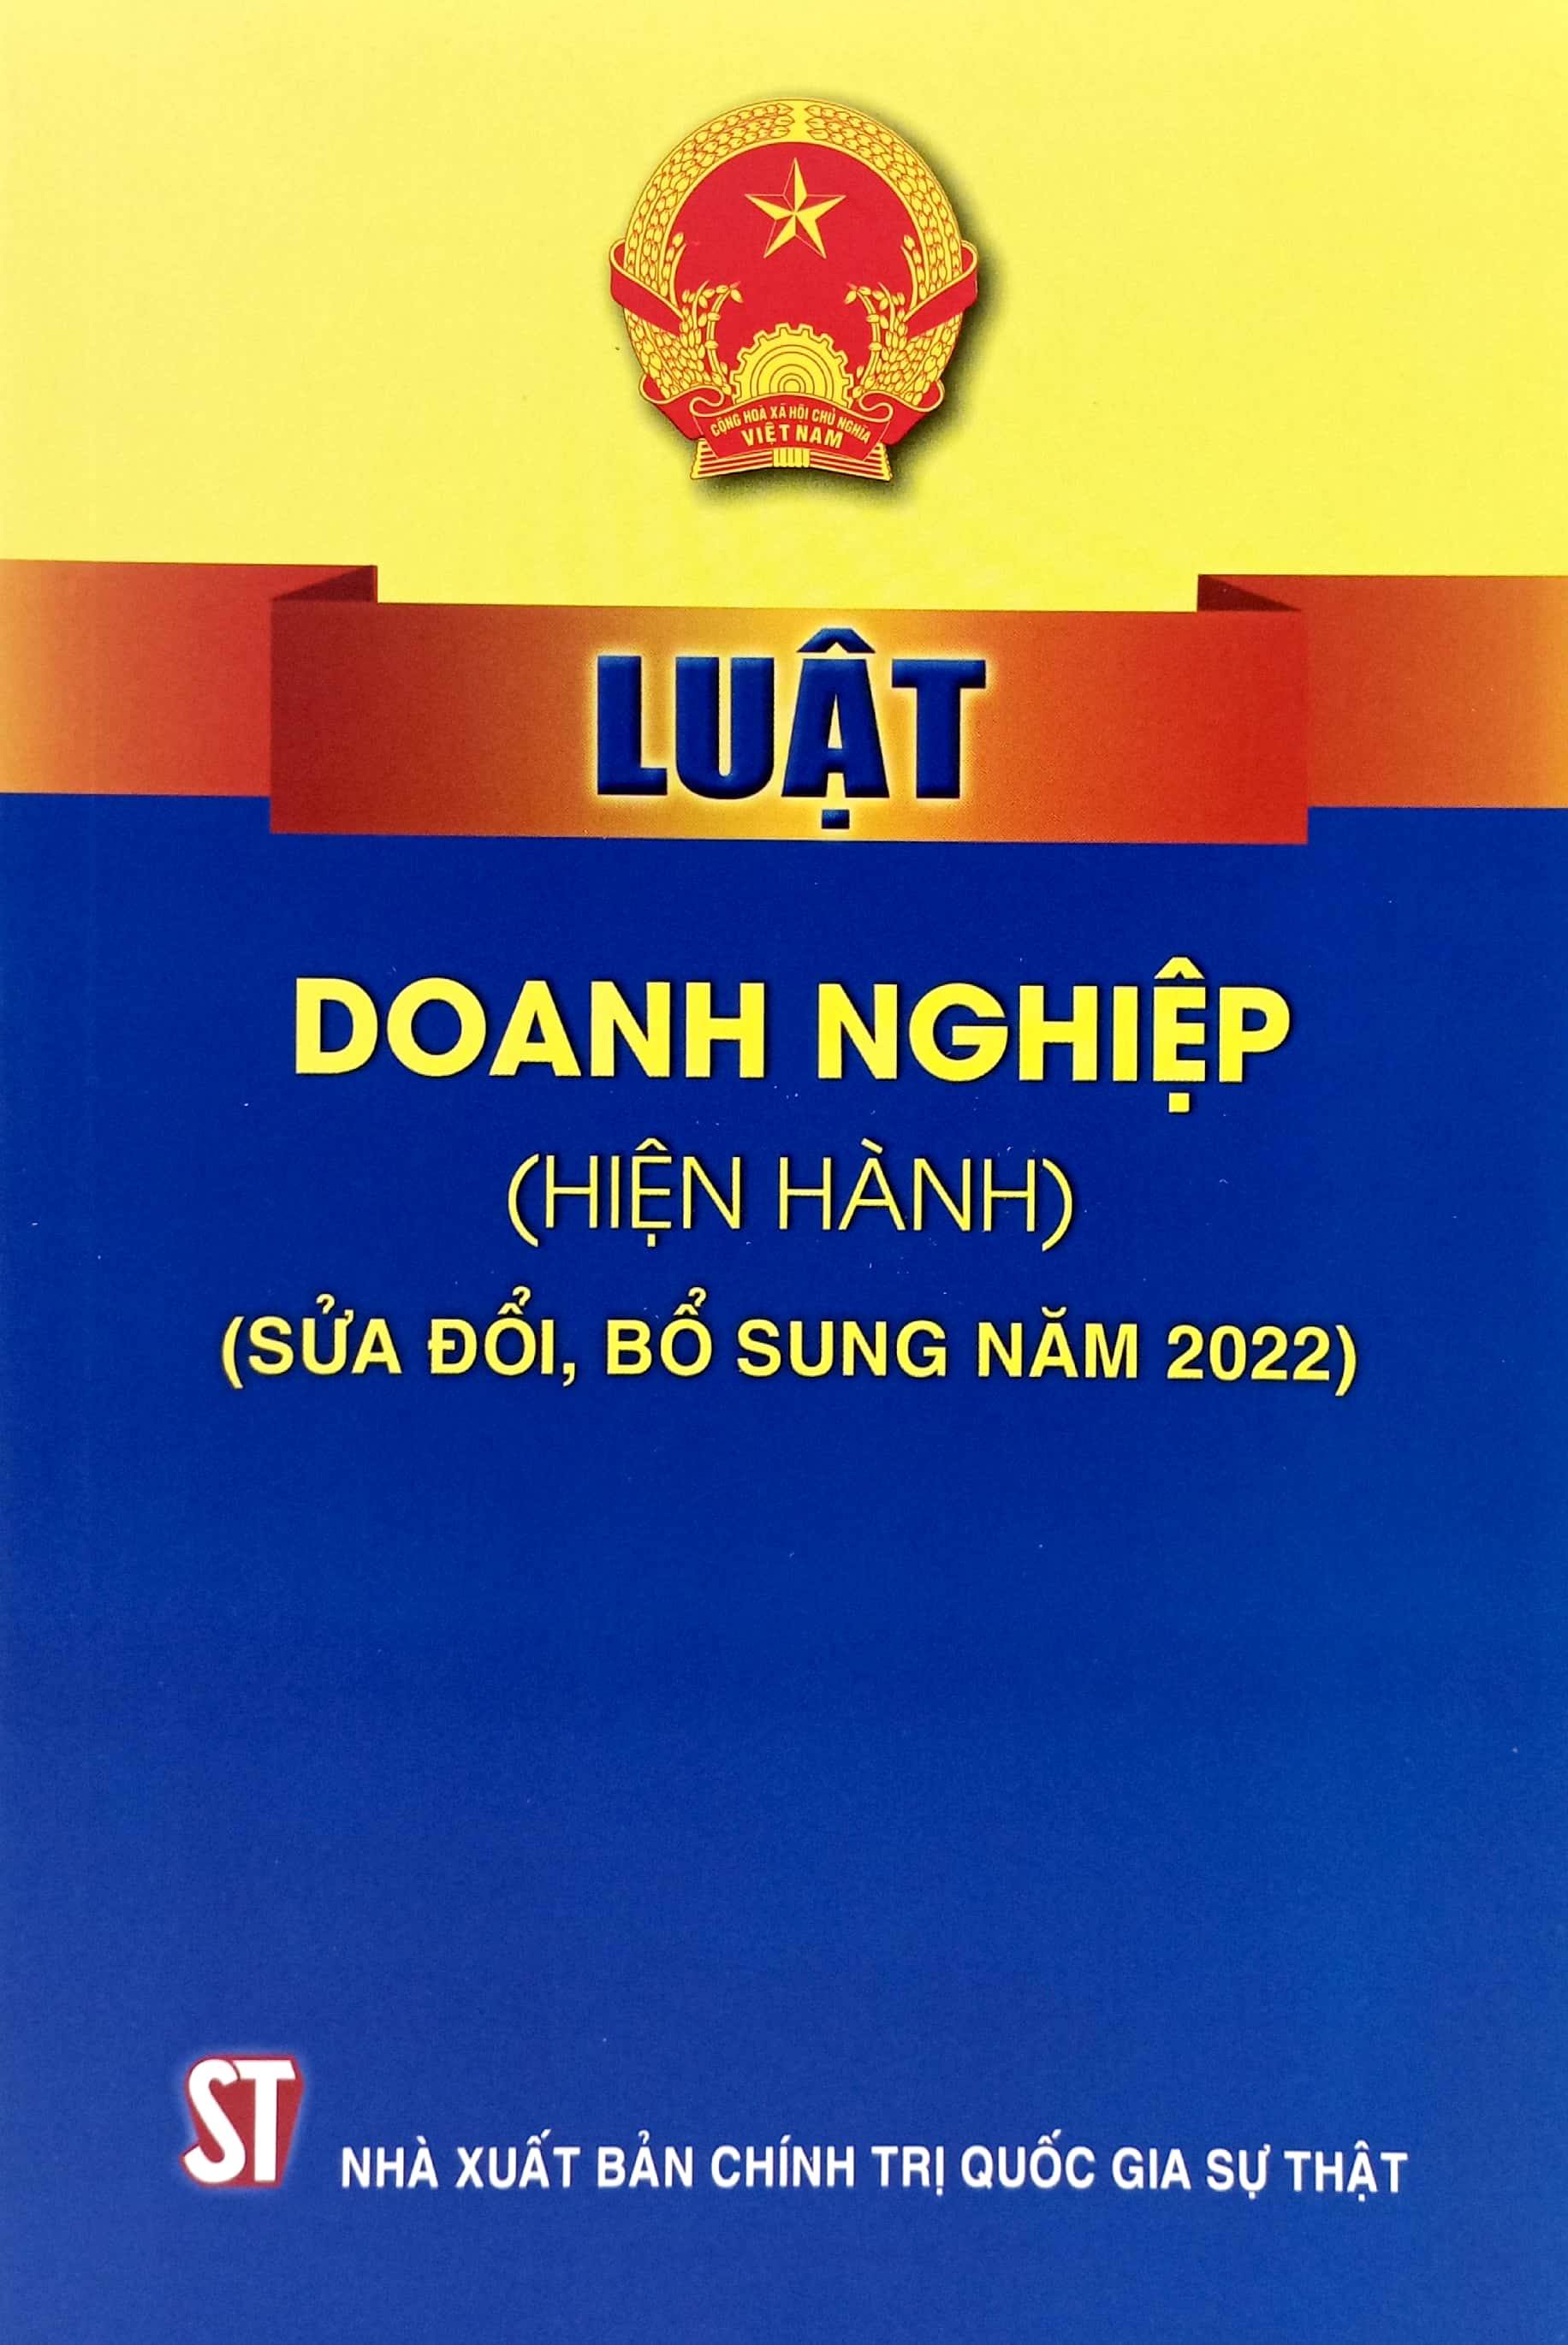 CỘNG HOÀ XÃ HỘI CHỦ NGHĨA
VIỆT NAM
LUẬT
DOANH NGHIỆP
(HIỆN HÀNH)
(SỬA ĐỔI, BỔ SUNG NĂM 2022)
ST
NHÀ XUẤT BẢN CHÍNH TRỊ QUỐC GIA SỰ THẬT